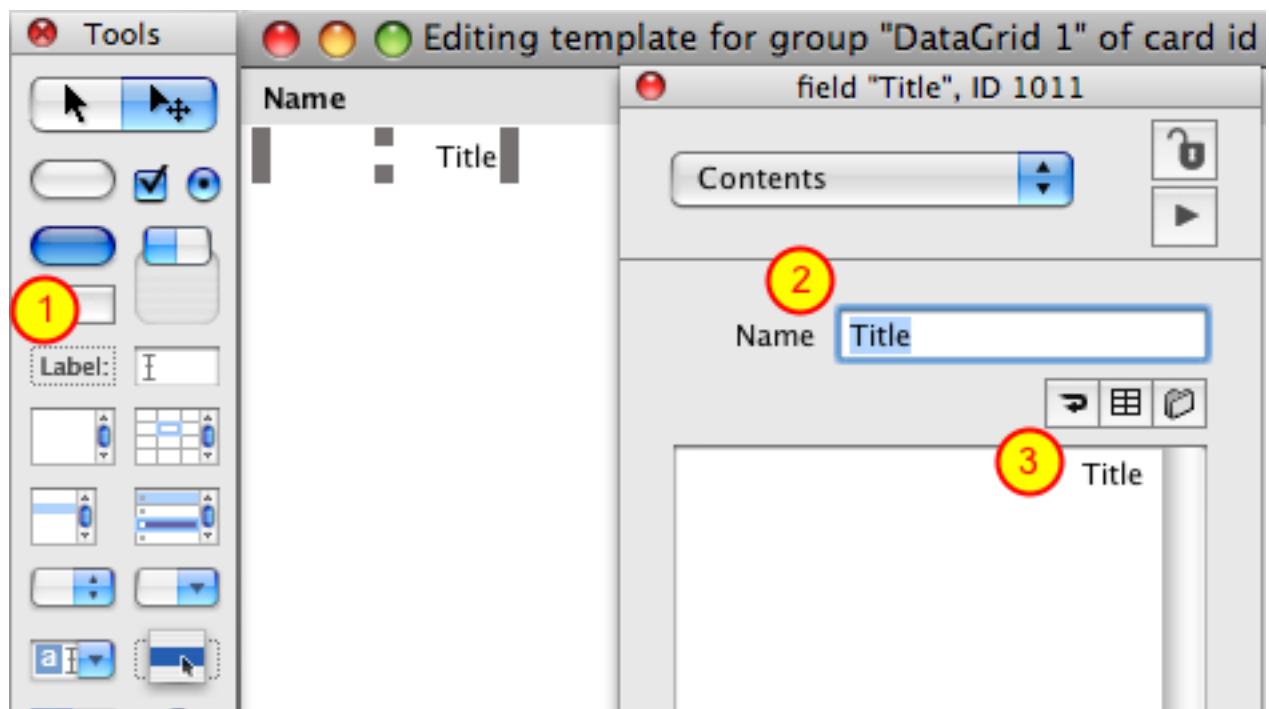 Tools
Editing template for group "DataGrid 1" of card id
field "Title", ID 1011
Name
Title
Contents
1
2
Name Title
Label:
3
Title
a